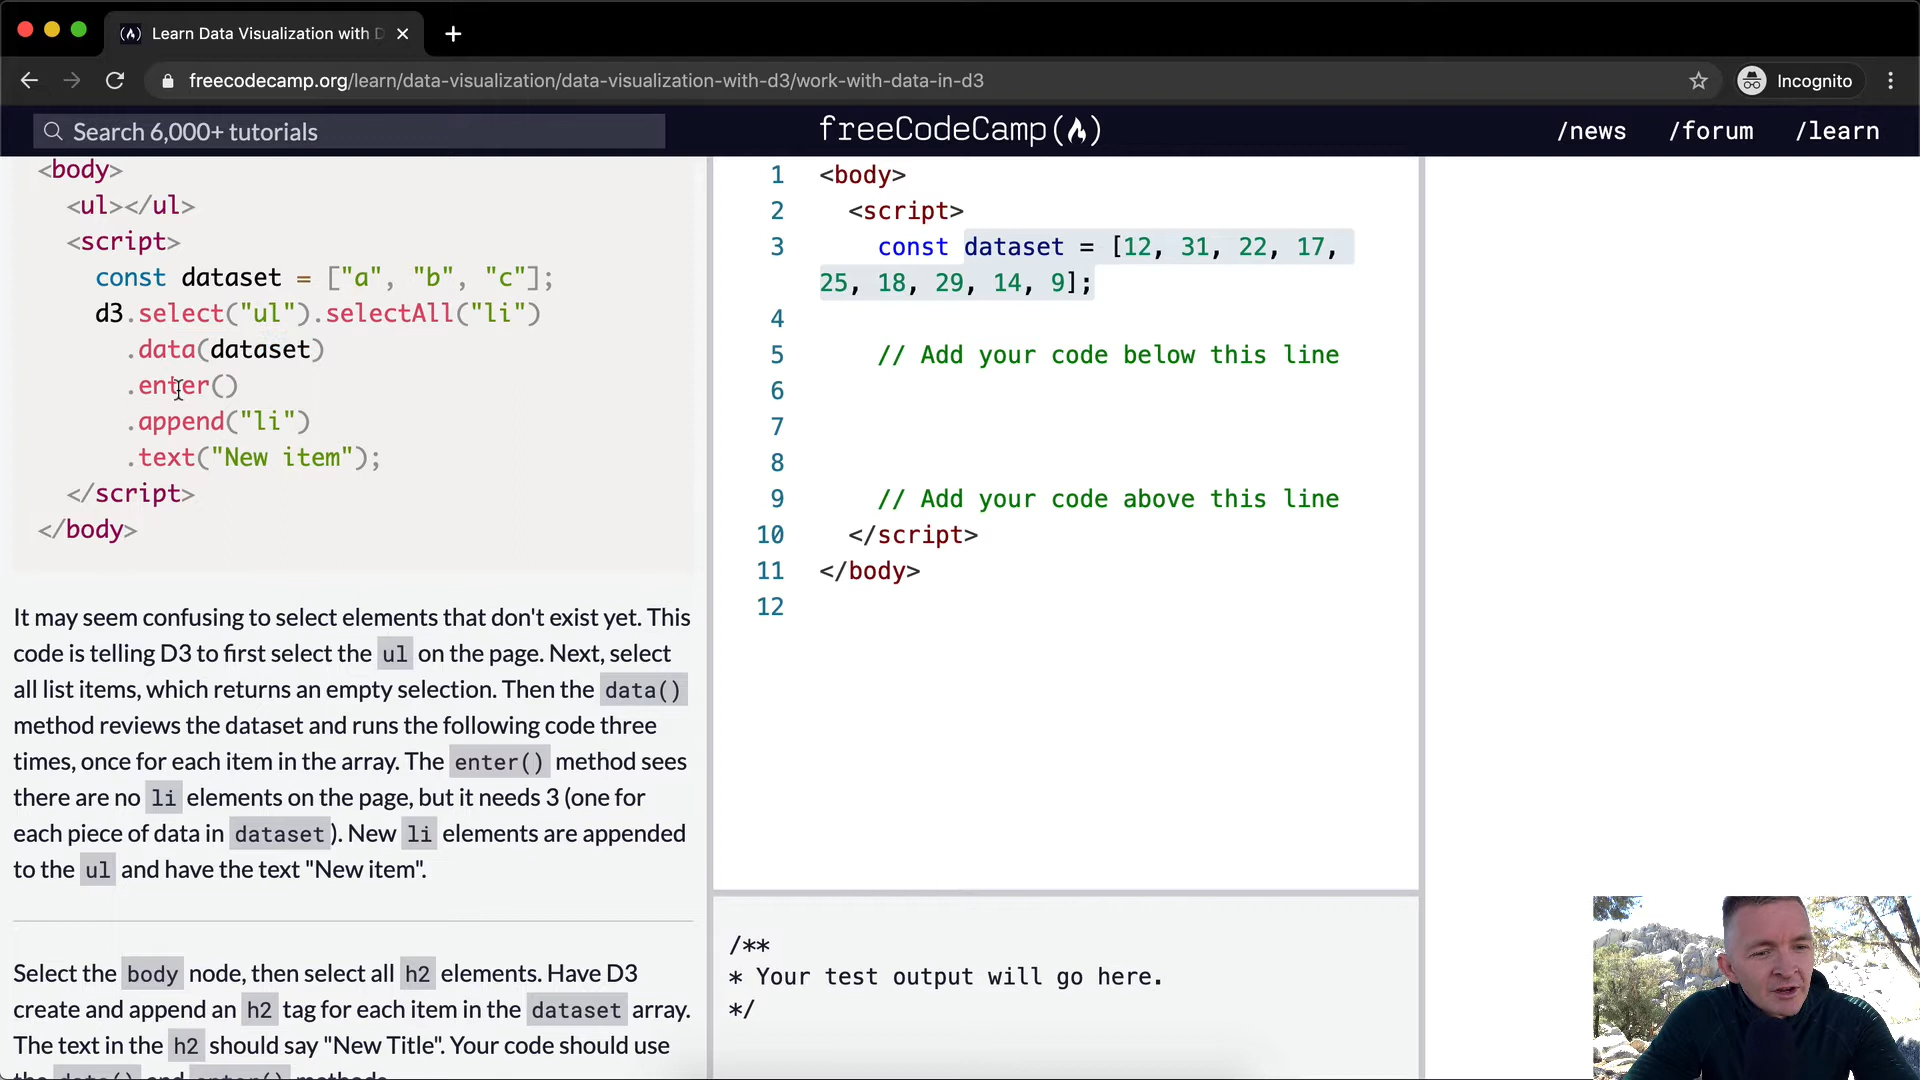 Learn Data Visualization with D
freecodecamp.org/learn/data-visualization/data-visualization-with-d3/work-with-data-in-d3
Incognito
Search 6,000+ tutorials
freeCodeCamp
/news
/forum
/learn
<body>
<ul></ul>
<script>
const dataset = ["a", "b", "c"];
d3.select("ul").selectAll("li")
.data(dataset)
.enter()
.append("li")
.text("New item");
</script>
</body>
It may seem confusing to select elements that don't exist yet. This
code is telling D3 to first select the ul on the page. Next, select
all list items, which returns an empty selection. Then the data()
method reviews the dataset and runs the following code three
times, once for each item in the array. The enter() method sees
there are no li elements on the page, but it needs 3 (one for
each piece of data in dataset). New li elements are appended
to the ul and have the text "New item".
Select the body node, then select all h2 elements. Have D3
create and append an h2 tag for each item in the dataset array.
The text in the h2 should say "New Title". Your code should use
the data() and enter() methods.
1 <body>
2 <script>
3 const dataset = [12, 31, 22, 17,
25, 18, 29, 14, 9];
4
5 // Add your code below this line
6
7
8
9 // Add your code above this line
10 </script>
11 </body>
12
/**
* Your test output will go here.
*/